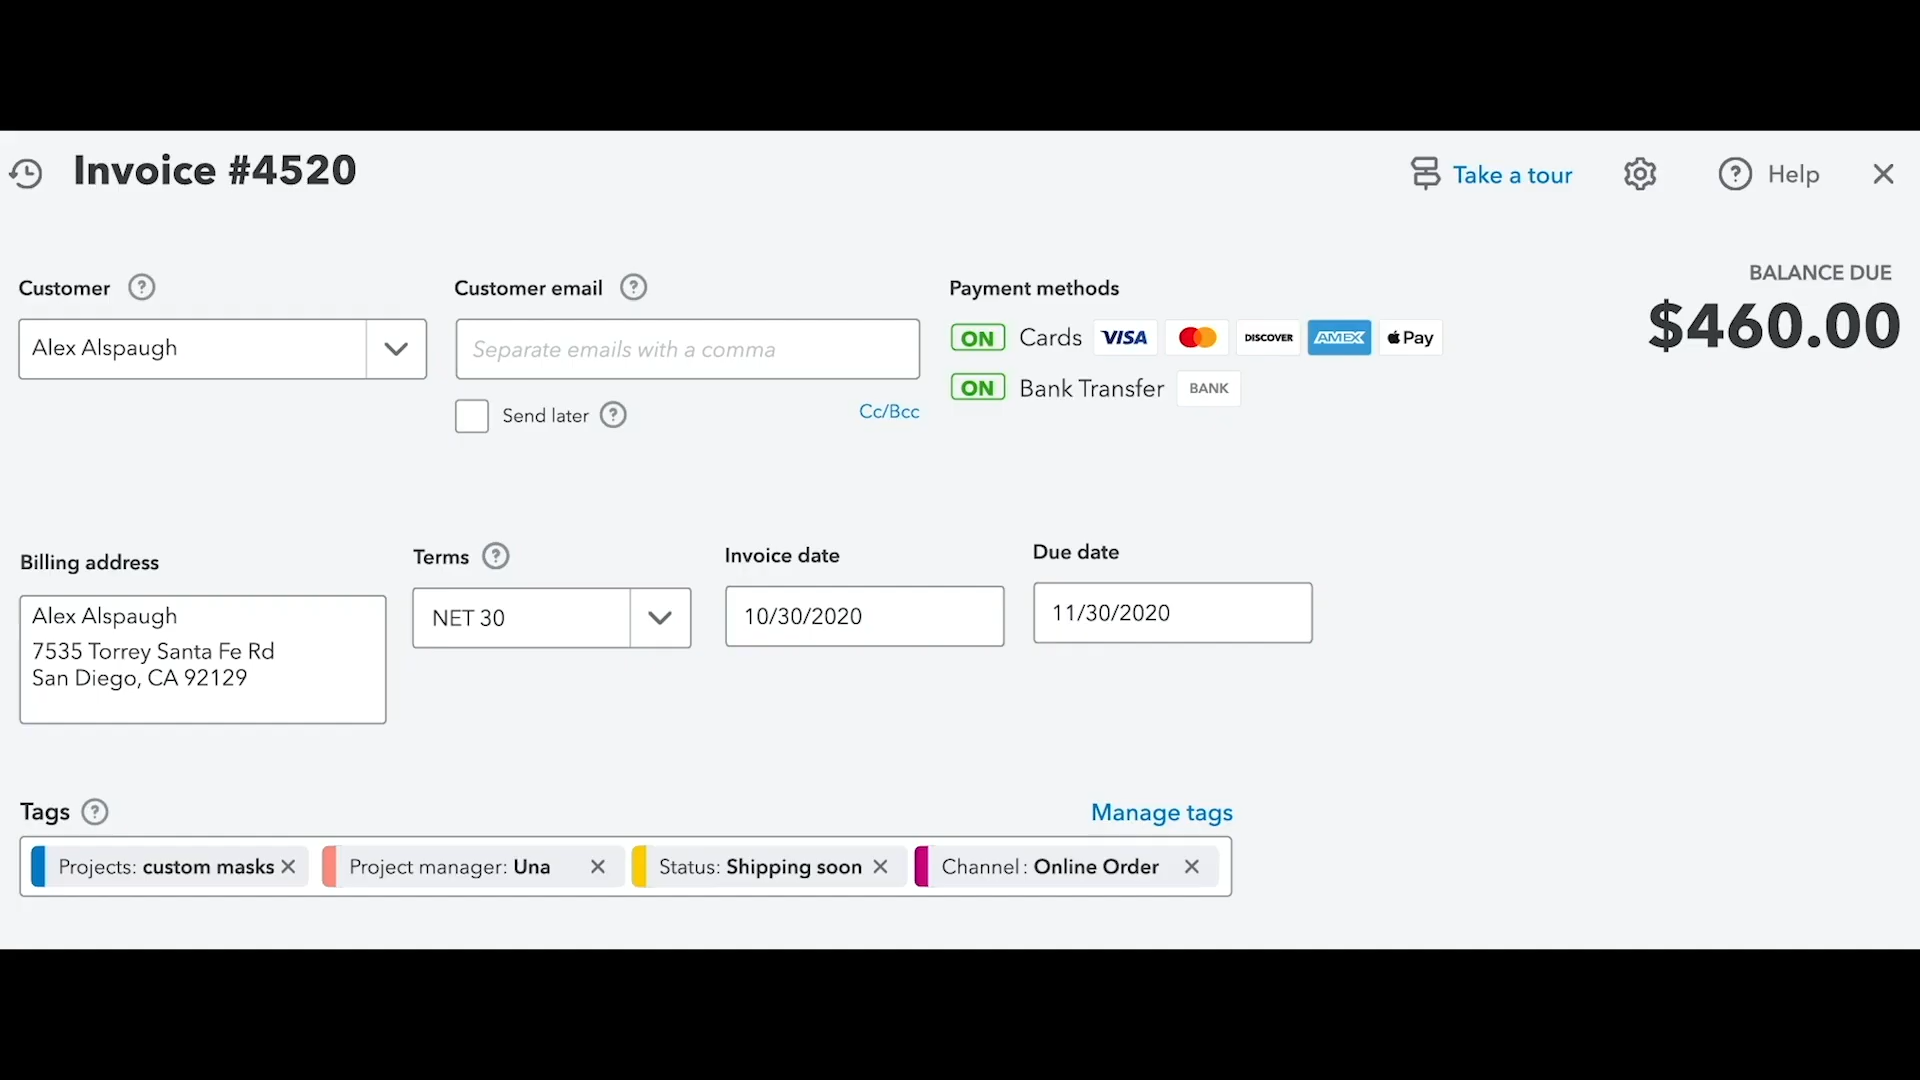 Invoice #4520
Take a tour
Help
Customer
Alex Alspaugh
Customer email
Separate emails with a comma
Send later
Cc/Bcc
Payment methods
ON Cards VISA DISCOVER AMEX Pay
ON Bank Transfer BANK
BALANCE DUE
$460.00
Billing address
Alex Alspaugh
7535 Torrey Santa Fe Rd
San Diego, CA 92129
Terms
NET 30
Invoice date
10/30/2020
Due date
11/30/2020
Tags
Manage tags
Projects: custom masks
Project manager: Una
Status: Shipping soon
Channel: Online Order